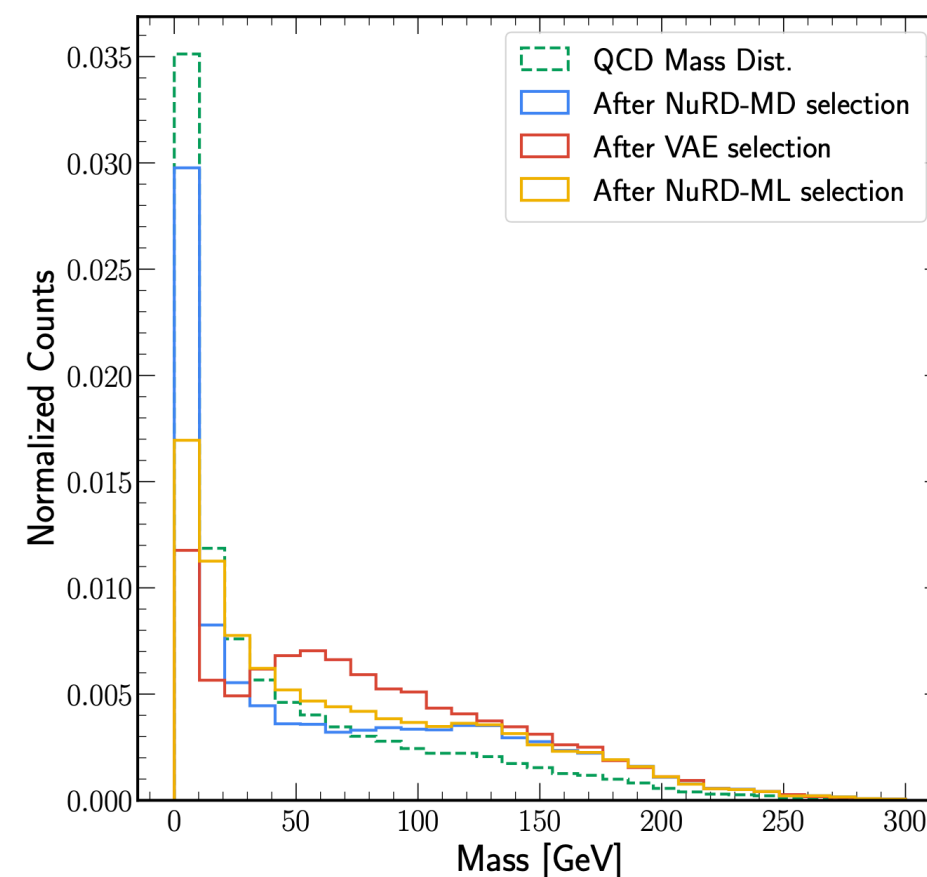 QCD Mass Dist.
After NuRD-MD selection
After VAE selection
After NuRD-ML selection
Normalized Counts
0.035
0.030
0.025
0.020
0.015
0.010
0.005
0.000
0 50 100 150 200 250 300
Mass [GeV]